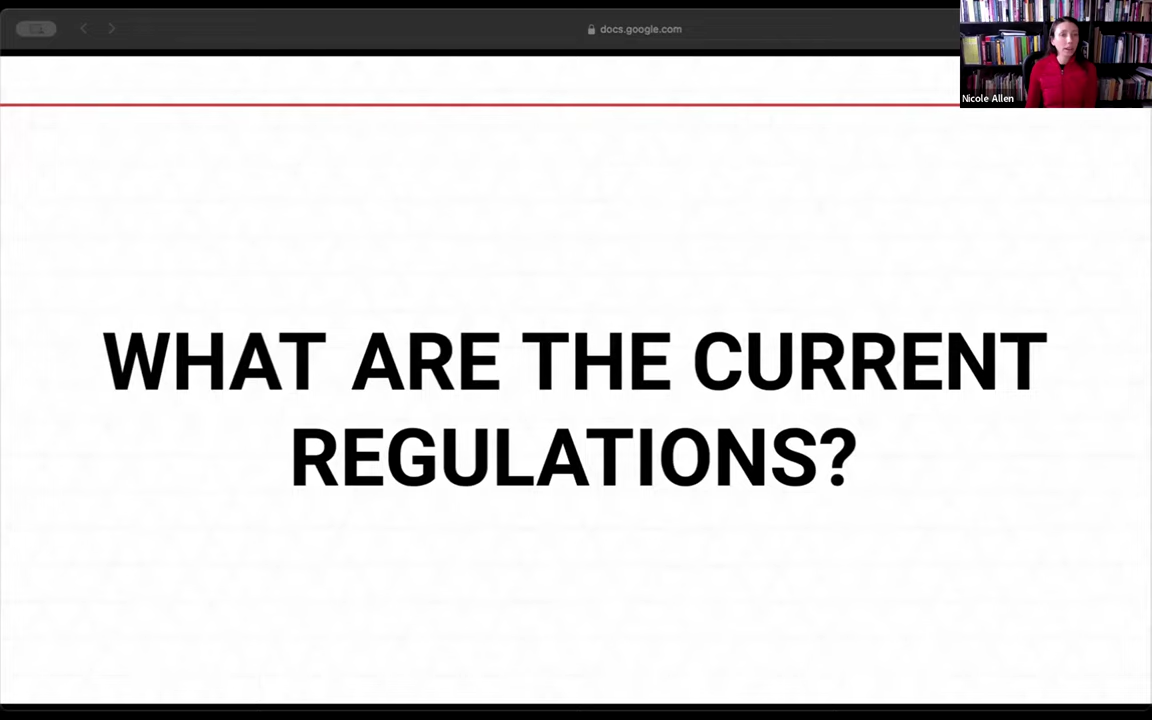 docs.google.com
Nicole Allen
WHAT ARE THE CURRENT
REGULATIONS?